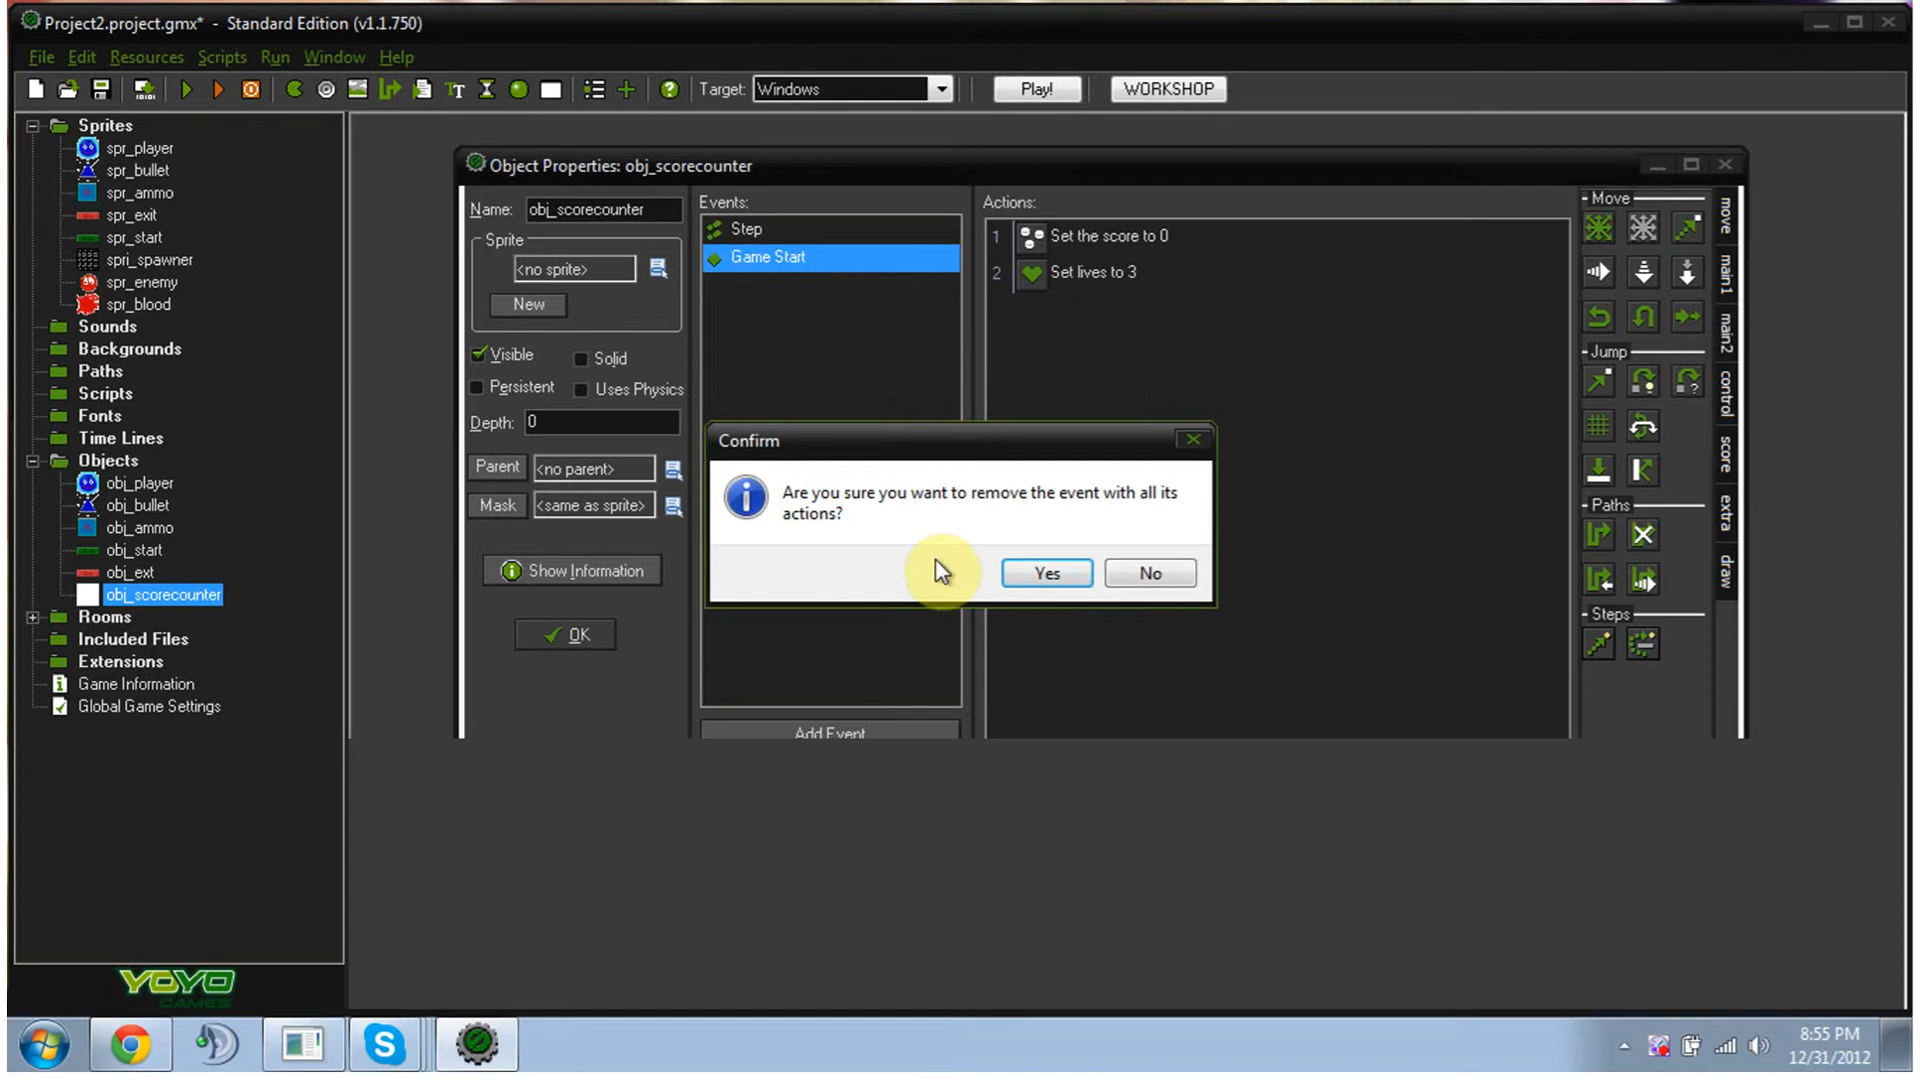 Project2.project.gmx* - Standard Edition (v1.1.750)
File Edit Resources Scripts Run Window Help
Target: Windows Play! WORKSHOP
Sprites
spr_player
spr_bullet
spr_ammo
spr_exit
spr_start
spri_spawner
spr_enemy
spr_blood
Sounds
Backgrounds
Paths
Scripts
Fonts
Time Lines
Objects
obj_player
obj_bullet
obj_ammo
obj_start
obj_ext
obj_scorecounter
Rooms
Included Files
Extensions
Game Information
Global Game Settings
YOYO
GAMES
Object Properties: obj_scorecounter
Name: obj_scorecounter
Sprite
<no sprite>
New
Visible Solid
Persistent Uses Physics
Depth: 0
Parent <no parent>
Mask <same as sprite>
Show Information
OK
Events:
Step
Game Start
Add Event
Actions:
1 Set the score to 0
2 Set lives to 3
Confirm
Are you sure you want to remove the event with all its
actions?
Yes No
Move
Jump
Paths
Steps
move
main1
main2
control
score
extra
draw
8:55 PM
12/31/2012